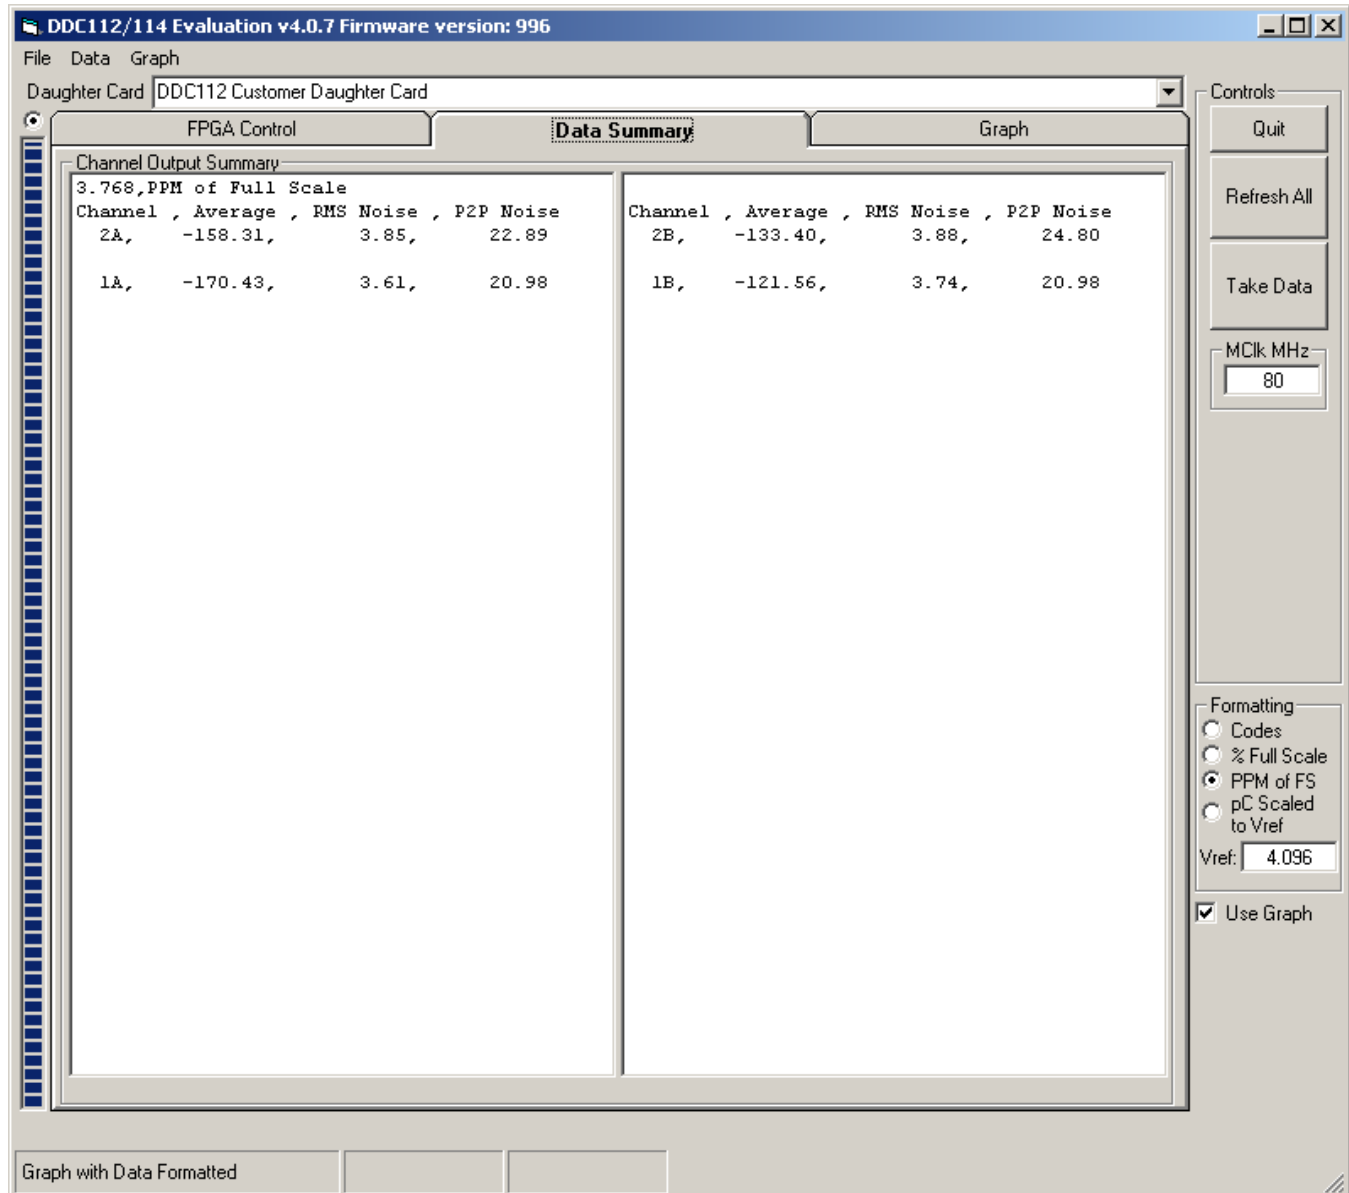 DDC112/114 Evaluation v4.0.7 Firmware version: 996
File Data Graph
Daughter Card DDC112 Customer Daughter Card
FPGA Control Data Summary Graph
Channel Output Summary
3.768,PPM of Full Scale
Channel , Average , RMS Noise , P2P Noise
2A, -158.31, 3.85, 22.89
1A, -170.43, 3.61, 20.98
Channel , Average , RMS Noise , P2P Noise
2B, -133.40, 3.88, 24.80
1B, -121.56, 3.74, 20.98
Controls
Quit
Refresh All
Take Data
MClk MHz
80
Formatting
Codes
% Full Scale
PPM of FS
pC Scaled
to Vref
Vref: 4.096
Use Graph
Graph with Data Formatted